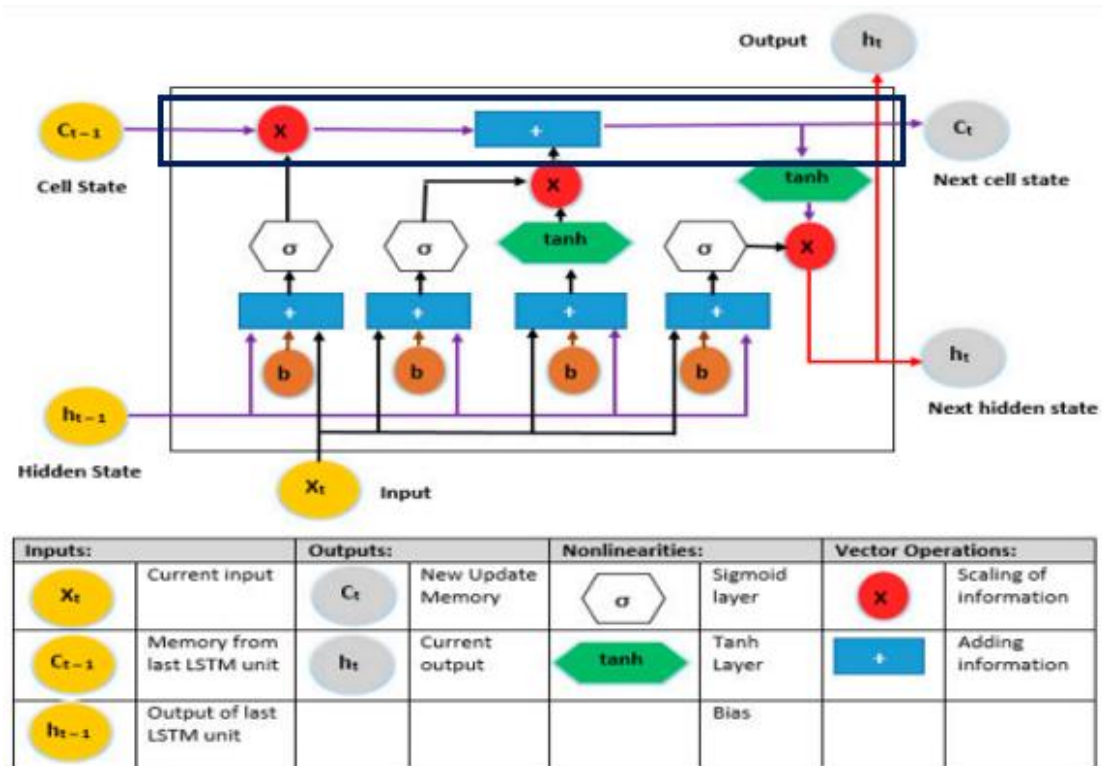 Output
hₜ
Cₜ₋₁
x
+
Cₜ
Cell State
x
tanh
Next cell state
σ
σ
tanh
σ
x
+
+
+
+
b
b
b
b
hₜ
hₜ₋₁
Next hidden state
Hidden State
Xₜ
Input
Inputs:
Outputs:
Nonlinearities:
Vector Operations:
Xₜ
Current input
Cₜ
New Update
Memory
σ
Sigmoid
layer
x
Scaling of
information
Cₜ₋₁
Memory from
last LSTM unit
hₜ
Current
output
tanh
Tanh
Layer
+
Adding
information
hₜ₋₁
Output of last
LSTM unit
Bias